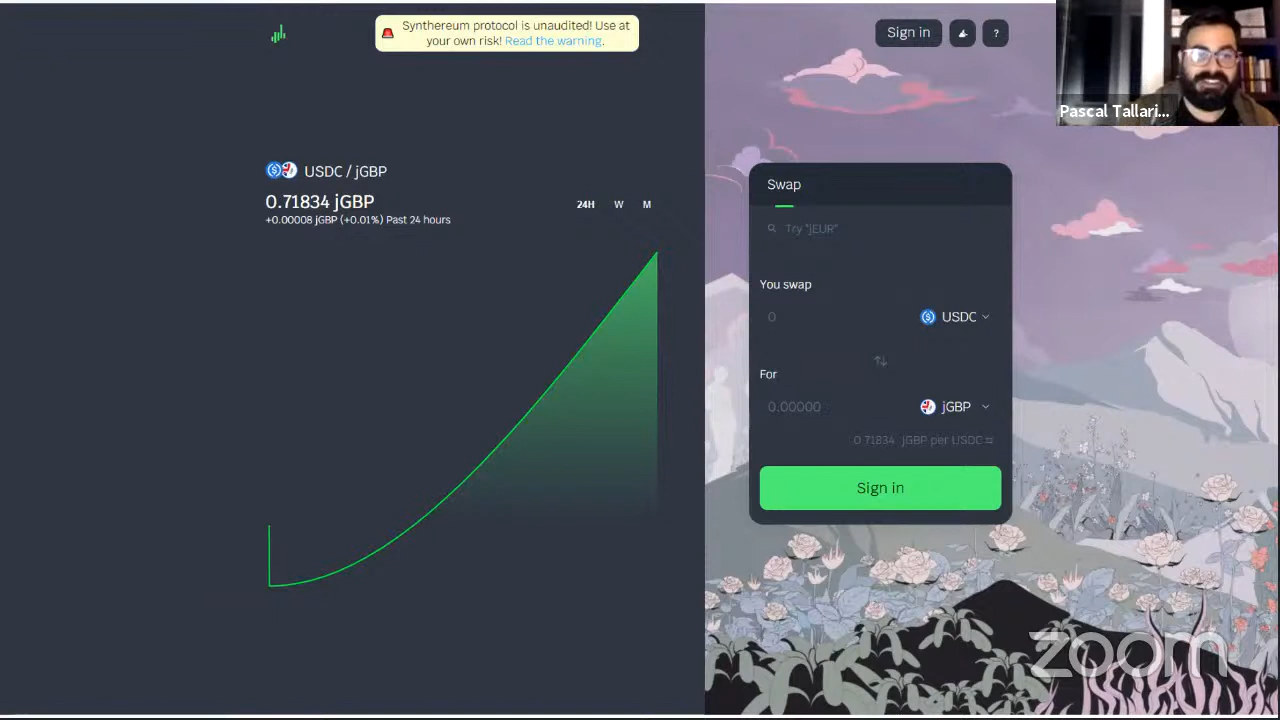 Synthereum protocol is unaudited! Use at
your own risk! Read the warning.
Sign in
?
Pascal Tallari...
USDC / jGBP
0.71834 jGBP
+0.00008 jGBP (+0.01%) Past 24 hours
24H W M
Swap
Try "jEUR"
You swap
0 USDC
For
0.00000 jGBP
0.71834 jGBP per USDC
Sign in
zoom